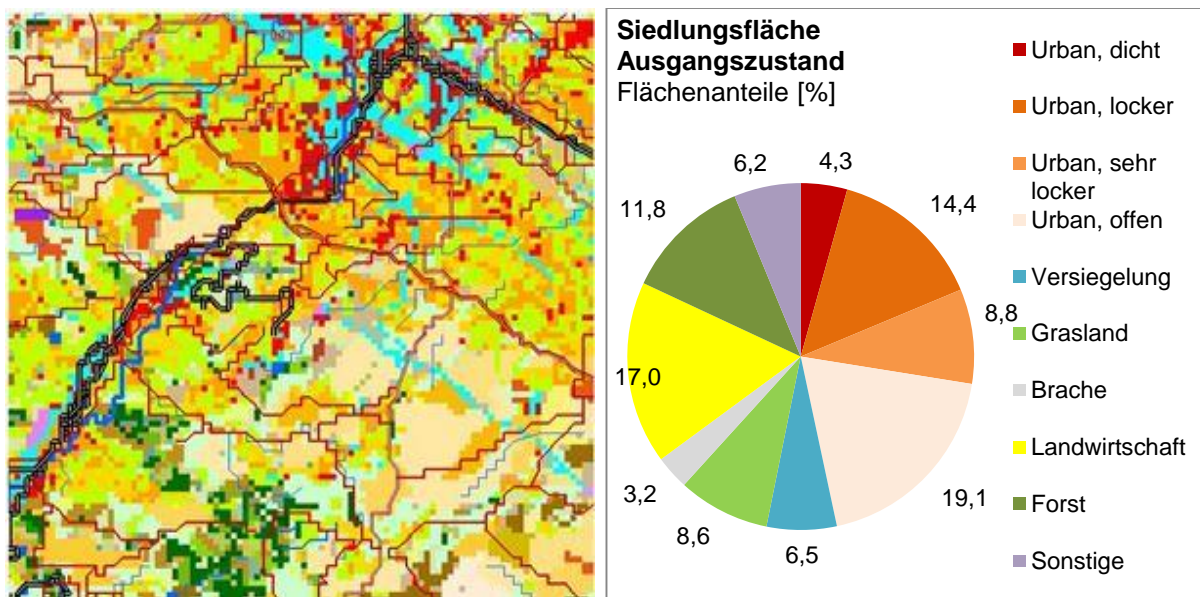 Siedlungsfläche
Ausgangszustand
Flächenanteile [%]
6,2
4,3
11,8
14,4
8,8
17,0
3,2
19,1
8,6
6,5
Urban, dicht
Urban, locker
Urban, sehr
locker
Urban, offen
Versiegelung
Grasland
Brache
Landwirtschaft
Forst
Sonstige